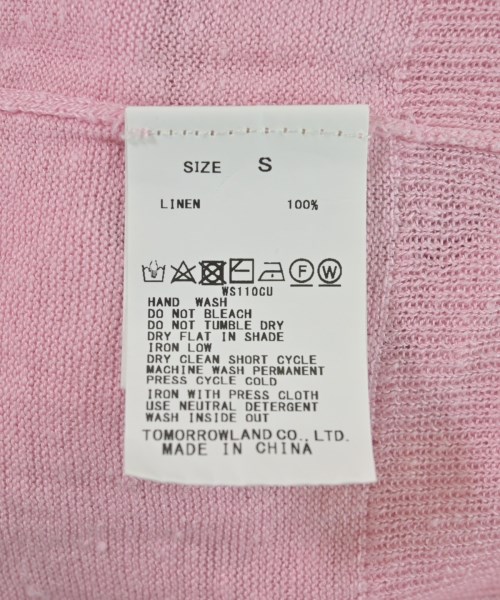 SIZE S
LINEN 100%
F W
WS110CU
HAND WASH
DO NOT BLEACH
DO NOT TUMBLE DRY
DRY FLAT IN SHADE
IRON LOW
DRY CLEAN SHORT CYCLE
MACHINE WASH PERMANENT
PRESS CYCLE COLD
IRON WITH PRESS CLOTH
USE NEUTRAL DETERGENT
WASH INSIDE OUT
TOMORROWLAND CO., LTD.
MADE IN CHINA